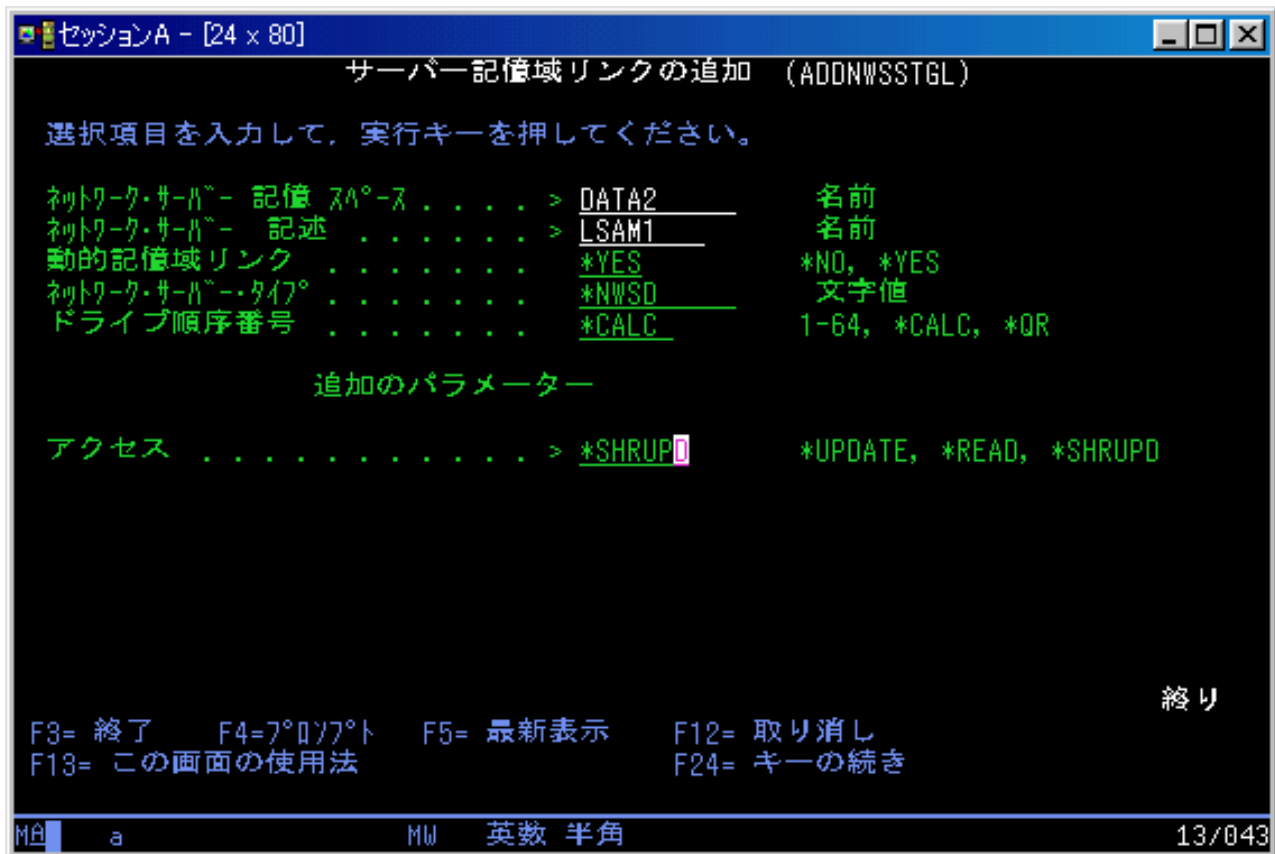 セッションA - [24 x 80]
サーバー記憶域リンクの追加 (ADDNWSSTGL)
選択項目を入力して, 実行キーを押してください。
ﾈｯﾄﾜｰｸ･ｻｰﾊﾞｰ 記憶 ｽﾍﾟｰｽ . . . . > DATA2 名前
ﾈｯﾄﾜｰｸ･ｻｰﾊﾞｰ 記述 . . . . . . > LSAM1 名前
動的記憶域リンク . . . . . . . *YES *NO, *YES
ﾈｯﾄﾜｰｸ･ｻｰﾊﾞｰ･ﾀｲﾌﾟ . . . . . . . *NWSD 文字値
ドライブ順序番号 . . . . . . . *CALC 1-64, *CALC, *QR
追加のパラメーター
アクセス . . . . . . . . . . . > *SHRUPD *UPDATE, *READ, *SHRUPD
終り
F3= 終了 F4=ﾌﾟﾛﾝﾌﾟﾄ F5= 最新表示 F12= 取り消し
F13= この画面の使用法 F24= キーの続き
MA a MW 英数 半角 13/043